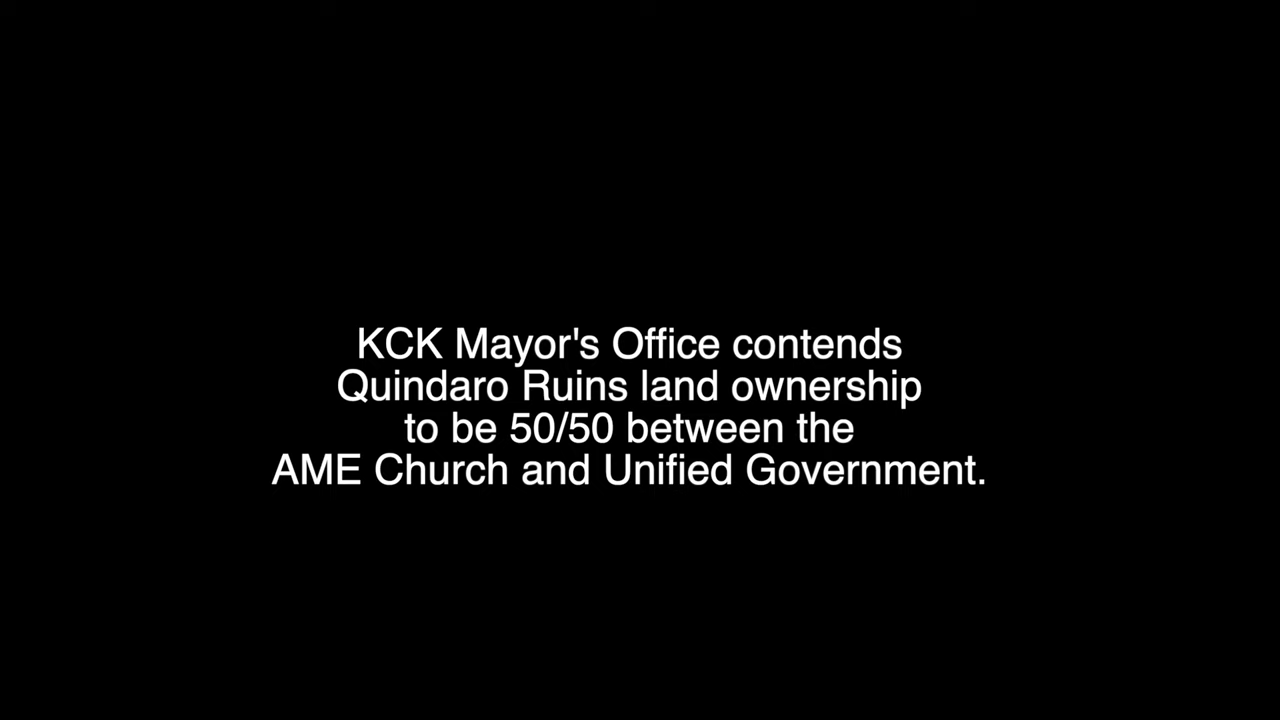 KCK Mayor's Office contends
Quindaro Ruins land ownership
to be 50/50 between the
AME Church and Unified Government.